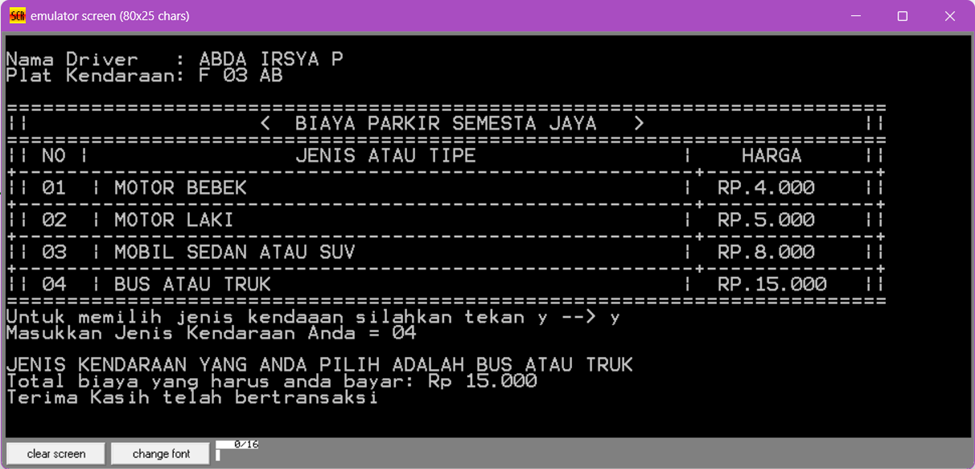 SCR emulator screen (80x25 chars)
Nama Driver   : ABDA IRSYA P
Plat Kendaraan: F 03 AB
=========================================================================
||                   <  BIAYA PARKIR SEMESTA JAYA   >                  ||
=========================================================================
|| NO |                 JENIS ATAU TIPE                 |    HARGA     ||
+--------------------------------------------------------+--------------+
|| 01  | MOTOR BEBEK                                    |  RP.4.000    ||
+--------------------------------------------------------+--------------+
|| 02  | MOTOR LAKI                                     |  RP.5.000    ||
+--------------------------------------------------------+--------------+
|| 03  | MOBIL SEDAN ATAU SUV                           |  RP.8.000    ||
+--------------------------------------------------------+--------------+
|| 04  | BUS ATAU TRUK                                  |  RP.15.000   ||
=========================================================================
Untuk memilih jenis kendaaan silahkan tekan y --> y
Masukkan Jenis Kendaraan Anda = 04
JENIS KENDARAAN YANG ANDA PILIH ADALAH BUS ATAU TRUK
Total biaya yang harus anda bayar: Rp 15.000
Terima Kasih telah bertransaksi
clear screen change font 0/16